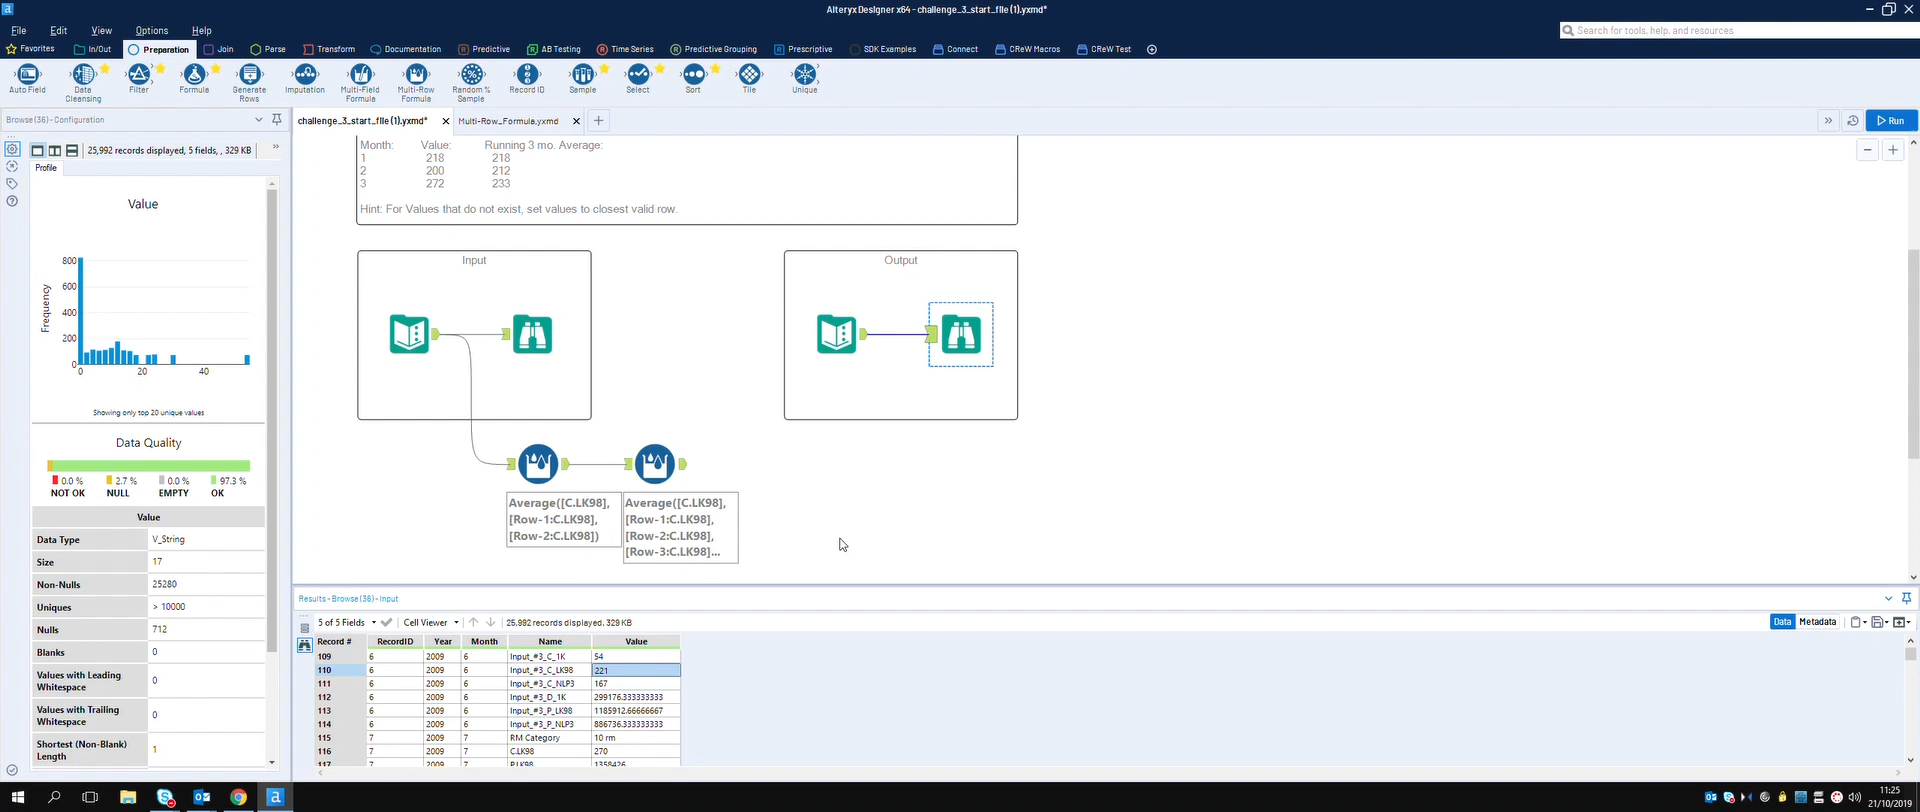 Alteryx Designer x64 - challenge_3_start_file (1).yxmd*
File Edit View Options Help
Search for tools, help, and resources
Favorites In/Out Preparation Join Parse Transform Documentation Predictive AB Testing Time Series Predictive Grouping Prescriptive SDK Examples Connect CReW Macros CReW Test
Auto Field Data Cleansing Filter Formula Generate Rows Imputation Multi-Field Formula Multi-Row Formula Random % Sample Record ID Sample Select Sort Tile Unique
Browse (36) - Configuration
challenge_3_start_file (1).yxmd* Multi-Row_Formula.yxmd
Run
25,992 records displayed, 5 fields, , 329 KB
Profile
Value
Frequency
800
600
400
200
0
0 20 40
Showing only top 20 unique values
Data Quality
0.0 % 2.7 % 0.0 % 97.3 %
NOT OK NULL EMPTY OK
Value
Data Type V_String
Size 17
Non-Nulls 25280
Uniques > 10000
Nulls 712
Blanks 0
Values with Leading Whitespace 0
Values with Trailing Whitespace 0
Shortest (Non-Blank) Length 1
Month: Value: Running 3 mo. Average:
1 218 218
2 200 212
3 272 233
Hint: For Values that do not exist, set values to closest valid row.
Input
Output
Average([C.LK98],
[Row-1:C.LK98],
[Row-2:C.LK98])
Average([C.LK98],
[Row-1:C.LK98],
[Row-2:C.LK98],
[Row-3:C.LK98]...
Results - Browse (36) - Input
5 of 5 Fields Cell Viewer 25,992 records displayed, 329 KB
Data Metadata
Record # RecordID Year Month Name Value
109 6 2009 6 Input_#3_C_1K 54
110 6 2009 6 Input_#3_C_LK98 221
111 6 2009 6 Input_#3_C_NLP3 167
112 6 2009 6 Input_#3_D_1K 299176.333333333
113 6 2009 6 Input_#3_P_LK98 1185912.66666667
114 6 2009 6 Input_#3_P_NLP3 886736.333333333
115 7 2009 7 RM Category 10 rm
116 7 2009 7 C.LK98 270
117 7 2009 7 P.LK98 1358426
11:25
21/10/2019